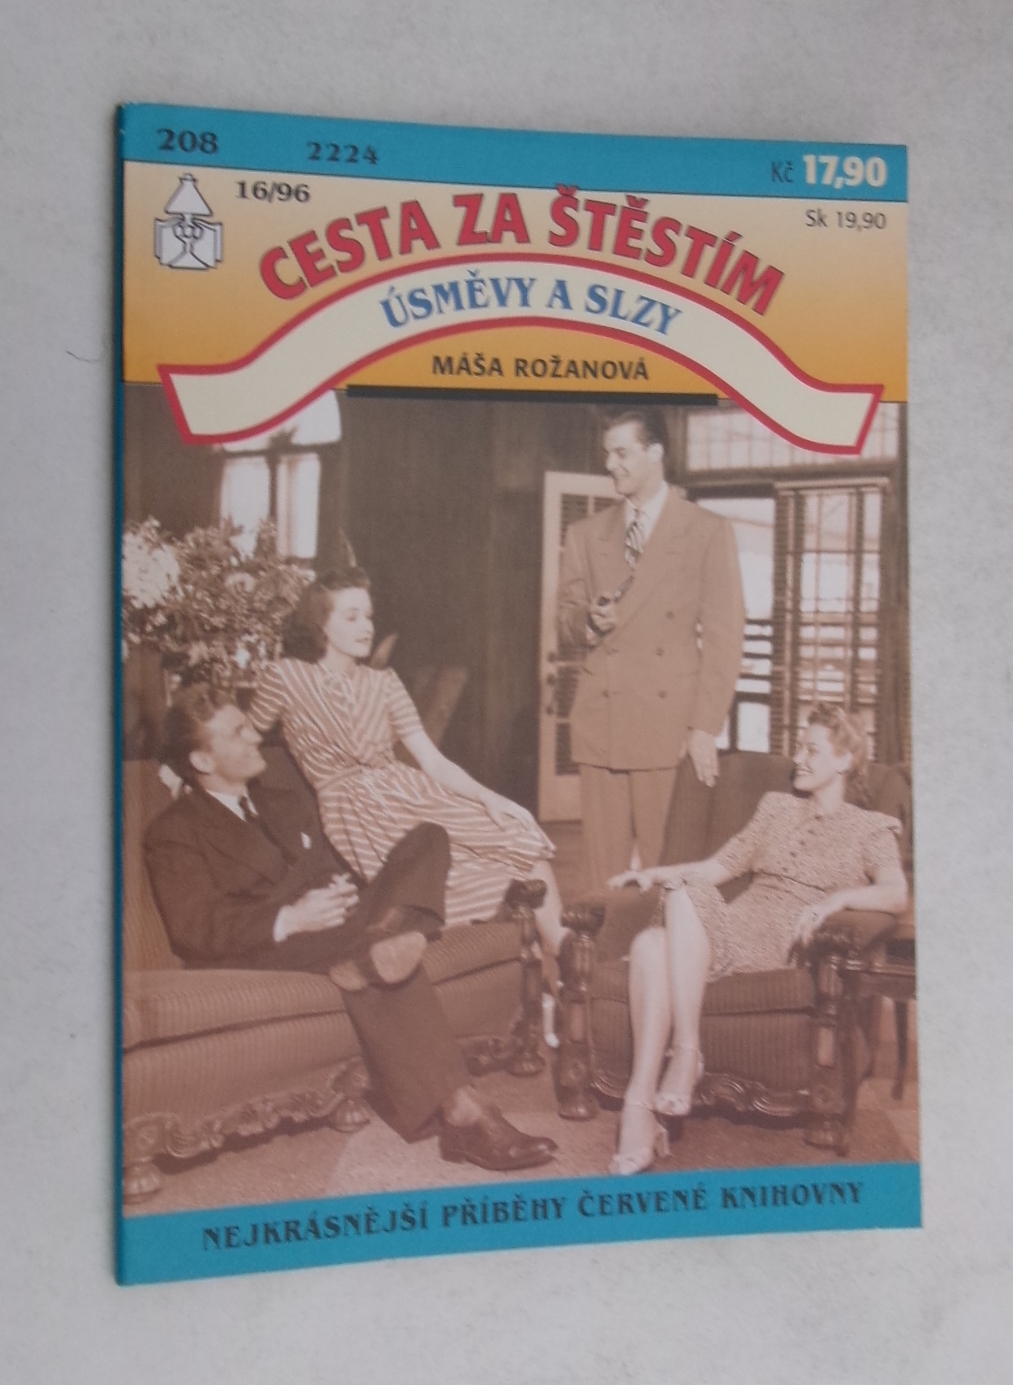 208
2224
Kč 17,90
16/96
Sk 19,90
CESTA ZA ŠTĚSTÍM
ÚSMĚVY A SLZY
MÁŠA ROŽANOVÁ
NEJKRÁSNĚJŠÍ PŘÍBĚHY ČERVENÉ KNIHOVNY